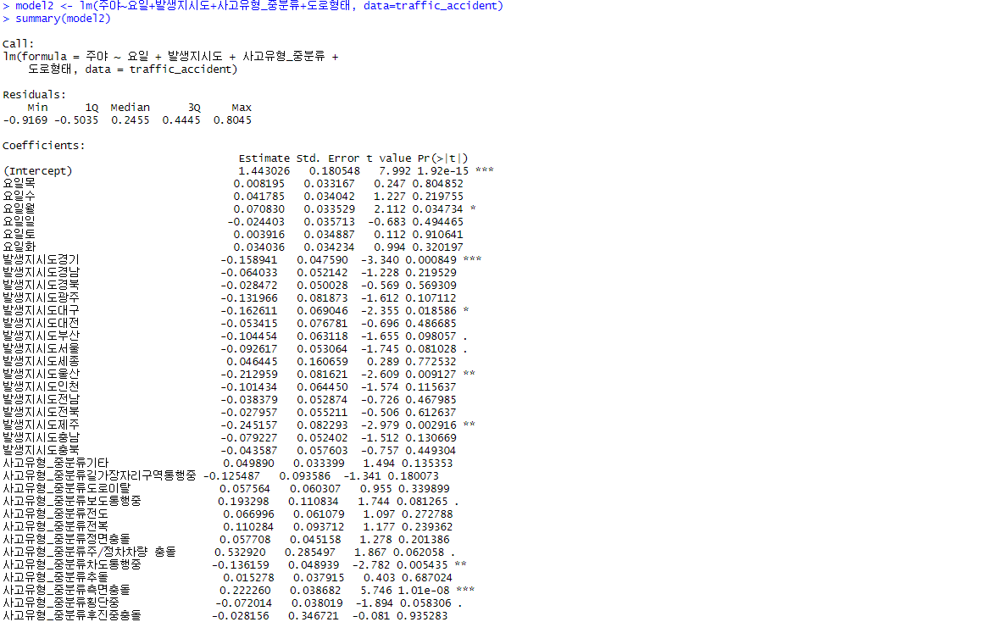 > model2 <- lm(주야~요일+발생지시도+사고유형_중분류+도로형태, data=traffic_accident)
> summary(model2)
Call:
lm(formula = 주야 ~ 요일 + 발생지시도 + 사고유형_중분류 +
도로형태, data = traffic_accident)
Residuals:
Min 1Q Median 3Q Max
-0.9169 -0.5035 0.2455 0.4445 0.8045
Coefficients:
Estimate Std. Error t value Pr(>|t|)
(Intercept) 1.443026 0.180548 7.992 1.92e-15 ***
요일목 0.008195 0.033167 0.247 0.804852
요일수 0.041785 0.034042 1.227 0.219755
요일월 0.070830 0.033529 2.112 0.034734 *
요일일 -0.024403 0.035713 -0.683 0.494465
요일토 0.003916 0.034887 0.112 0.910641
요일화 0.034036 0.034234 0.994 0.320197
발생지시도경기 -0.158941 0.047590 -3.340 0.000849 ***
발생지시도경남 -0.064033 0.052142 -1.228 0.219529
발생지시도경북 -0.028472 0.050028 -0.569 0.569309
발생지시도광주 -0.131966 0.081873 -1.612 0.107112
발생지시도대구 -0.162611 0.069046 -2.355 0.018586 *
발생지시도대전 -0.053415 0.076781 -0.696 0.486685
발생지시도부산 -0.104454 0.063118 -1.655 0.098057 .
발생지시도서울 -0.092617 0.053064 -1.745 0.081028 .
발생지시도세종 0.046445 0.160659 0.289 0.772532
발생지시도울산 -0.212959 0.081621 -2.609 0.009127 **
발생지시도인천 -0.101434 0.064450 -1.574 0.115637
발생지시도전남 -0.038379 0.052874 -0.726 0.467985
발생지시도전북 -0.027957 0.055211 -0.506 0.612637
발생지시도제주 -0.245157 0.082293 -2.979 0.002916 **
발생지시도충남 -0.079227 0.052402 -1.512 0.130669
발생지시도충북 -0.043587 0.057603 -0.757 0.449304
사고유형_중분류기타 0.049890 0.033399 1.494 0.135353
사고유형_중분류길가장자리구역통행중 -0.125487 0.093586 -1.341 0.180073
사고유형_중분류도로이탈 0.057564 0.060307 0.955 0.339899
사고유형_중분류보도통행중 0.193298 0.110834 1.744 0.081265 .
사고유형_중분류전도 0.066996 0.061079 1.097 0.272788
사고유형_중분류전복 0.110284 0.093712 1.177 0.239362
사고유형_중분류정면충돌 0.057708 0.045158 1.278 0.201386
사고유형_중분류주/정차차량 충돌 0.532920 0.285497 1.867 0.062058 .
사고유형_중분류차도통행중 -0.136159 0.048939 -2.782 0.005435 **
사고유형_중분류추돌 0.015278 0.037915 0.403 0.687024
사고유형_중분류측면충돌 0.222260 0.038682 5.746 1.01e-08 ***
사고유형_중분류횡단중 -0.072014 0.038019 -1.894 0.058306 .
사고유형_중분류후진중충돌 -0.028156 0.346721 -0.081 0.935283